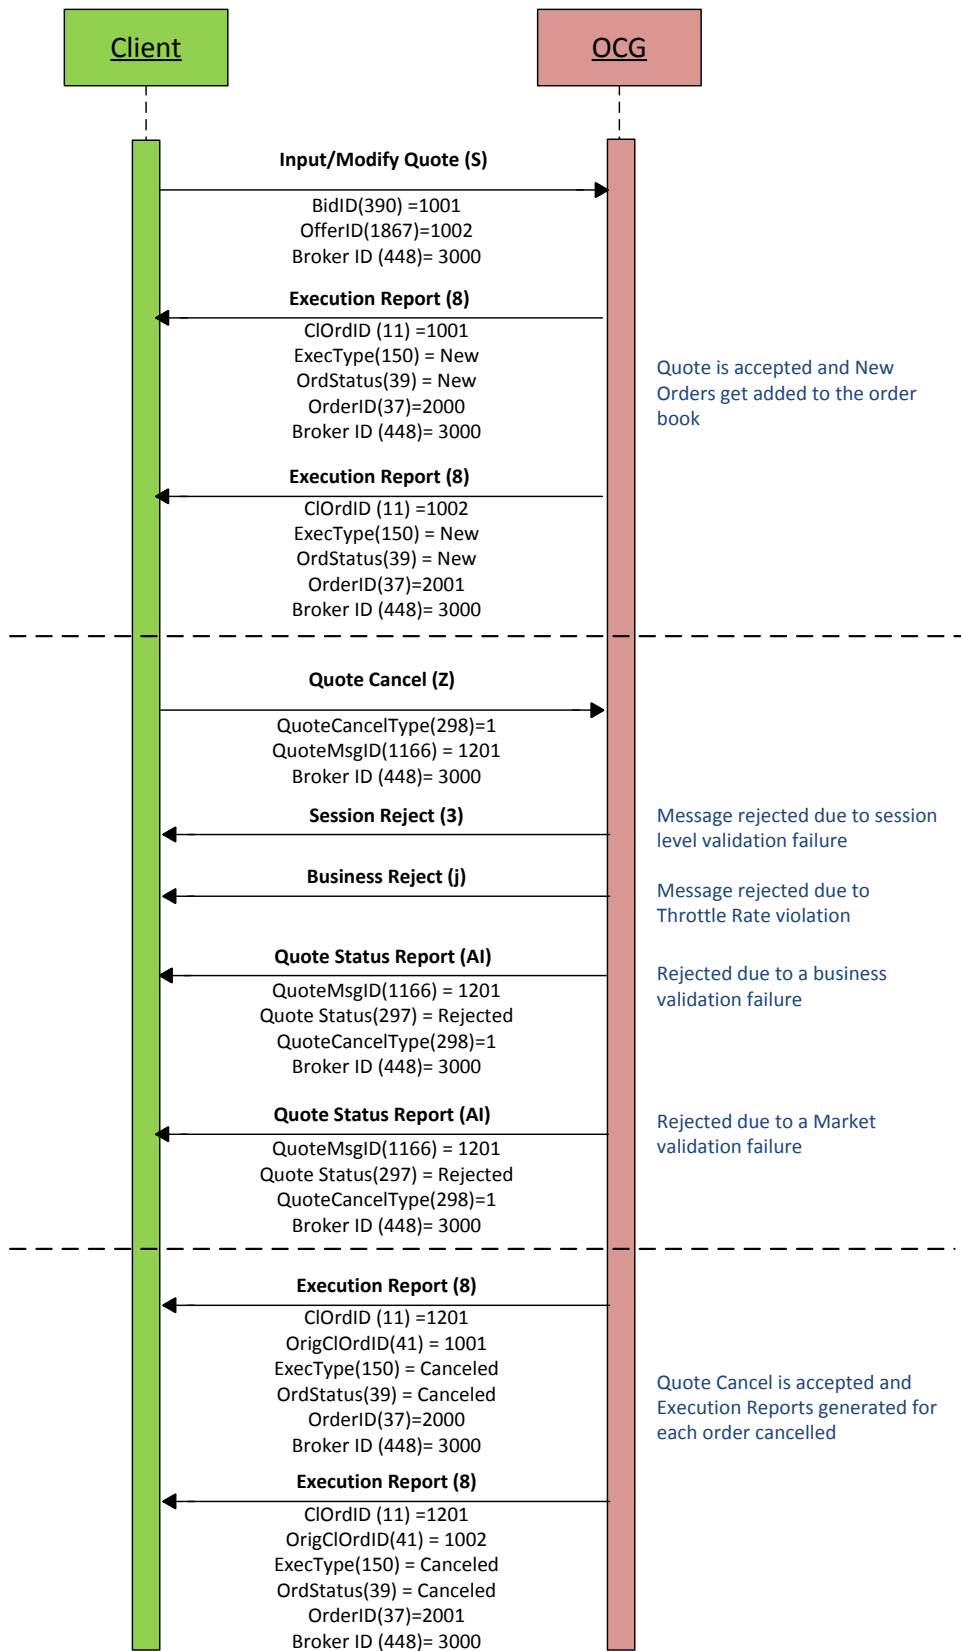 Client
OCG
Input/Modify Quote (S)
BidID(390) =1001
OfferID(1867)=1002
Broker ID (448)= 3000
Execution Report (8)
ClOrdID (11) =1001
ExecType(150) = New
OrdStatus(39) = New
OrderID(37)=2000
Broker ID (448)= 3000
Quote is accepted and New
Orders get added to the order
book
Execution Report (8)
ClOrdID (11) =1002
ExecType(150) = New
OrdStatus(39) = New
OrderID(37)=2001
Broker ID (448)= 3000
Quote Cancel (Z)
QuoteCancelType(298)=1
QuoteMsgID(1166) = 1201
Broker ID (448)= 3000
Session Reject (3)
Message rejected due to session
level validation failure
Business Reject (j)
Message rejected due to
Throttle Rate violation
Quote Status Report (AI)
QuoteMsgID(1166) = 1201
Quote Status(297) = Rejected
QuoteCancelType(298)=1
Broker ID (448)= 3000
Rejected due to a business
validation failure
Quote Status Report (AI)
QuoteMsgID(1166) = 1201
Quote Status(297) = Rejected
QuoteCancelType(298)=1
Broker ID (448)= 3000
Rejected due to a Market
validation failure
Execution Report (8)
ClOrdID (11) =1201
OrigClOrdID(41) = 1001
ExecType(150) = Canceled
OrdStatus(39) = Canceled
OrderID(37)=2000
Broker ID (448)= 3000
Quote Cancel is accepted and
Execution Reports generated for
each order cancelled
Execution Report (8)
ClOrdID (11) =1201
OrigClOrdID(41) = 1002
ExecType(150) = Canceled
OrdStatus(39) = Canceled
OrderID(37)=2001
Broker ID (448)= 3000